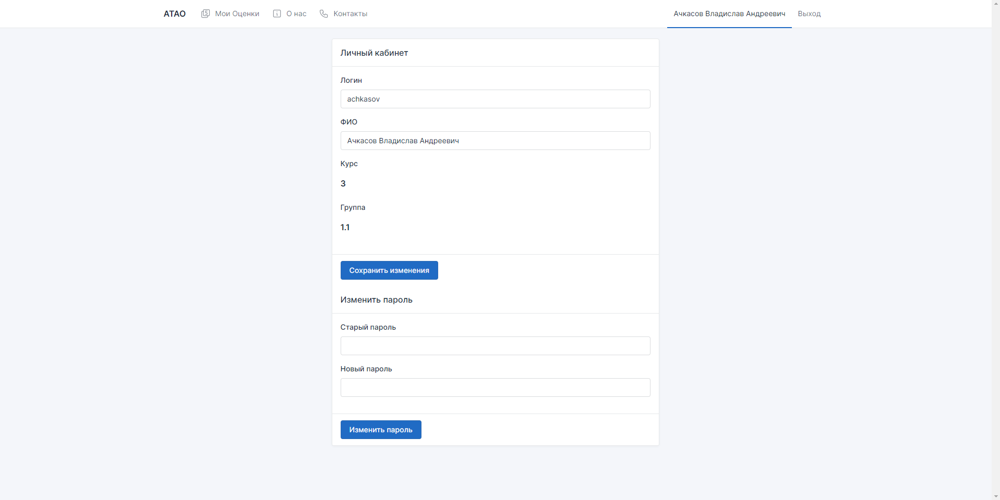 АТАО Мои Оценки О нас Контакты Ачкасов Владислав Андреевич Выход
Личный кабинет
Логин
achkasov
ФИО
Ачкасов Владислав Андреевич
Курс
3
Группа
1.1
Сохранить изменения
Изменить пароль
Старый пароль
Новый пароль
Изменить пароль